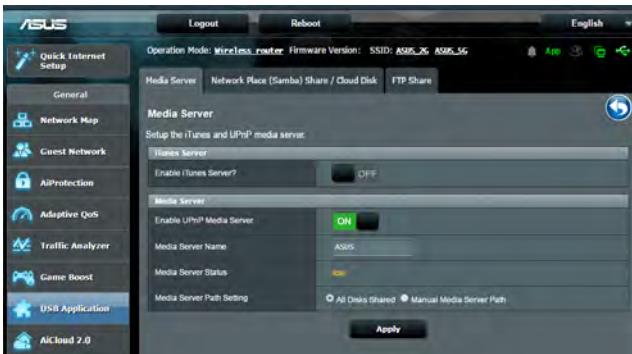 ASUS
Logout
Reboot
English
Quick Internet Setup
Operation Mode: Wireless router Firmware Version: SSID: ASUS_2G ASUS_5G
App
Media Server
Network Place (Samba) Share / Cloud Disk
FTP Share
General
Network Map
Guest Network
AiProtection
Adaptive QoS
Traffic Analyzer
Game Boost
USB Application
AiCloud 2.0
Media Server
Setup the iTunes and UPnP media server.
iTunes Server
Enable iTunes Server?
OFF
Media Server
Enable UPnP Media Server
ON
Media Server Name
ASUS
Media Server Status
Media Server Path Setting
All Disks Shared
Manual Media Server Path
Apply